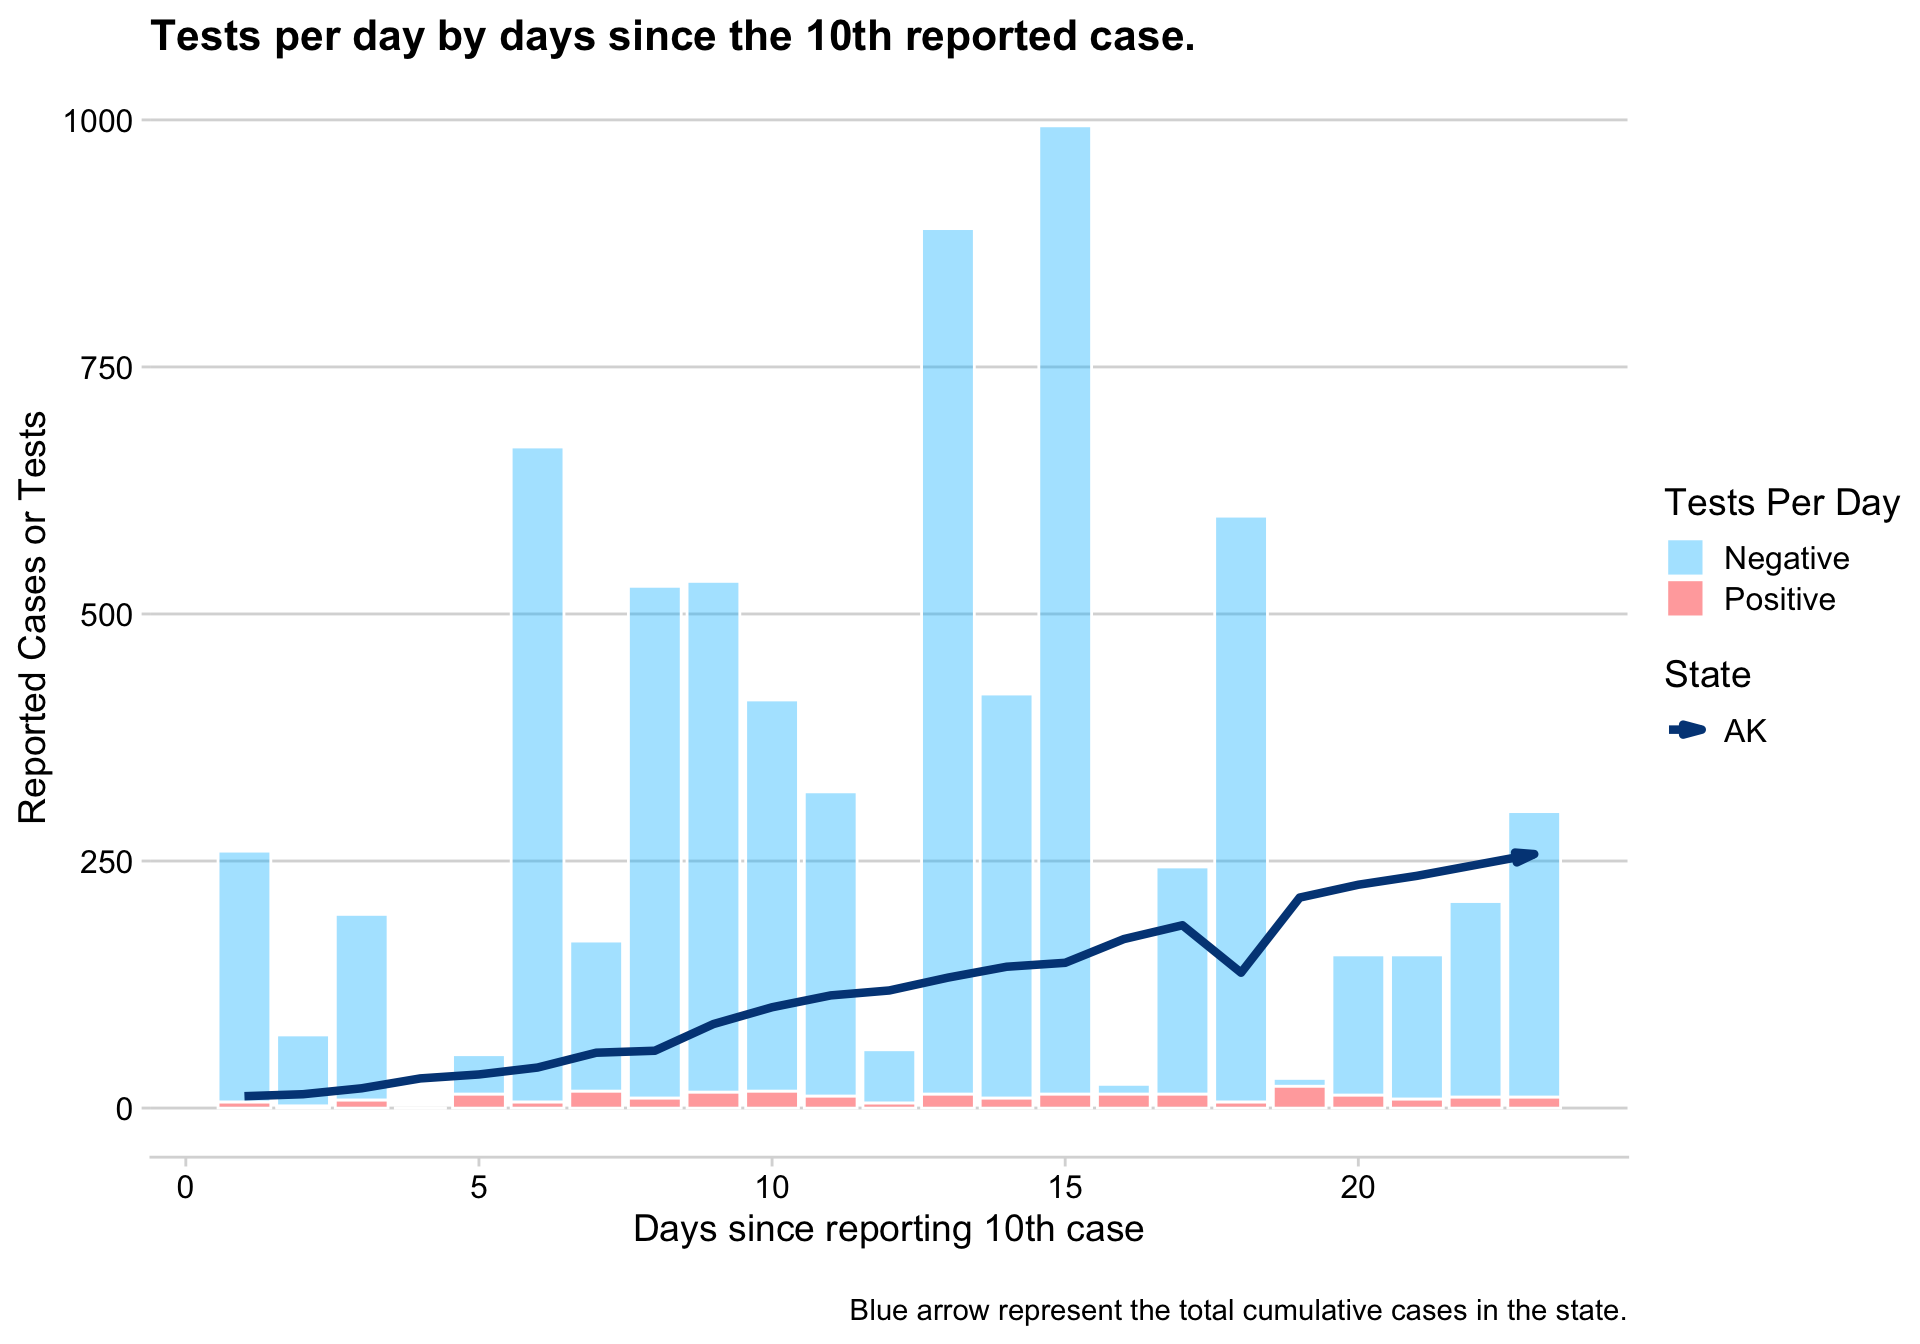 Tests per day by days since the 10th reported case.
1000
750
500
250
0
Reported Cases or Tests
0 5 10 15 20
Days since reporting 10th case
Tests Per Day
Negative
Positive
State
AK
Blue arrow represent the total cumulative cases in the state.